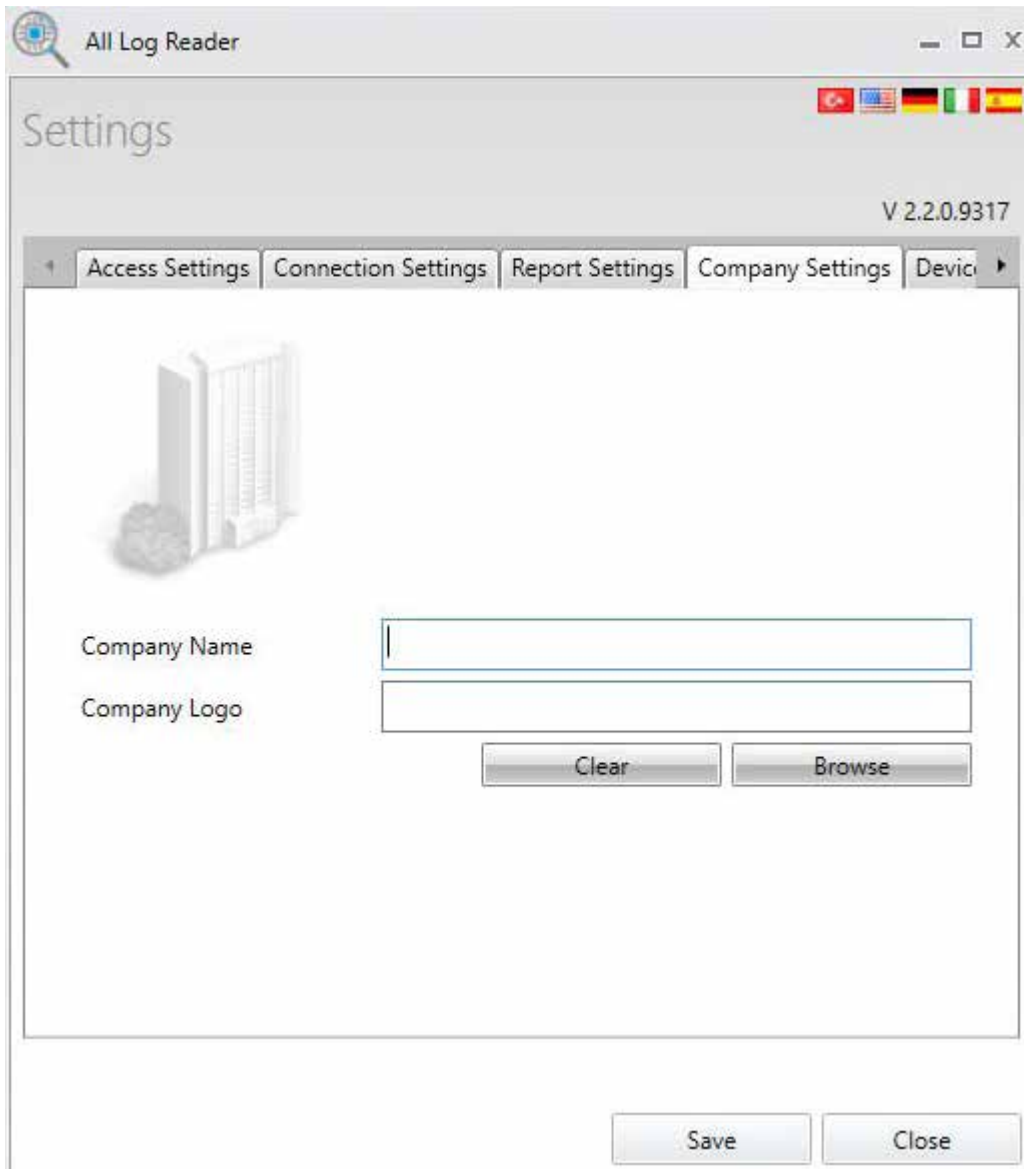 All Log Reader
Settings
V 2.2.0.9317
Access Settings Connection Settings Report Settings Company Settings Device
Company Name
Company Logo
Clear Browse
Save Close